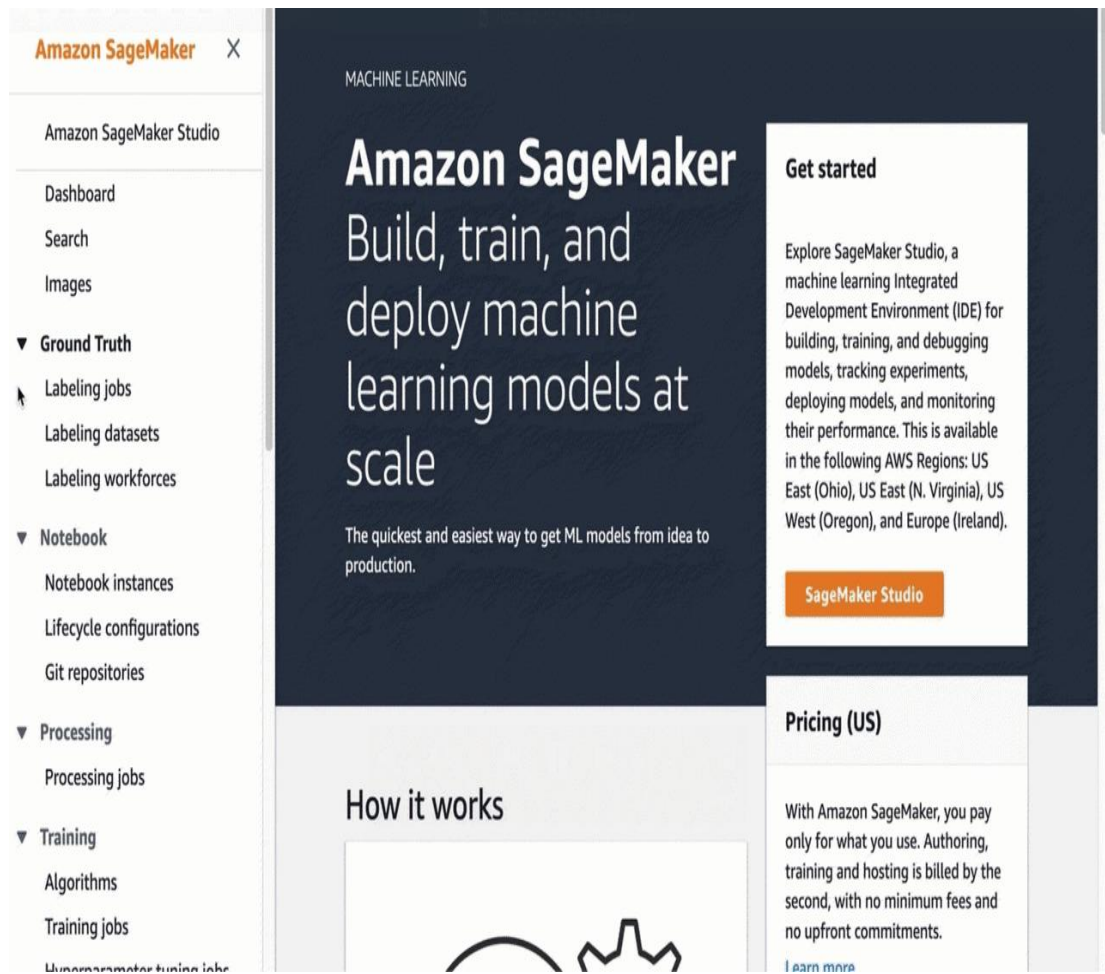 Amazon SageMaker
Amazon SageMaker Studio
Dashboard
Search
Images
Ground Truth
Labeling jobs
Labeling datasets
Labeling workforces
Notebook
Notebook instances
Lifecycle configurations
Git repositories
Processing
Processing jobs
Training
Algorithms
Training jobs
Hyperparameter tuning jobs
MACHINE LEARNING
Amazon SageMaker
Build, train, and
deploy machine
learning models at
scale
The quickest and easiest way to get ML models from idea to
production.
How it works
Get started
Explore SageMaker Studio, a
machine learning Integrated
Development Environment (IDE) for
building, training, and debugging
models, tracking experiments,
deploying models, and monitoring
their performance. This is available
in the following AWS Regions: US
East (Ohio), US East (N. Virginia), US
West (Oregon), and Europe (Ireland).
SageMaker Studio
Pricing (US)
With Amazon SageMaker, you pay
only for what you use. Authoring,
training and hosting is billed by the
second, with no minimum fees and
no upfront commitments.
Learn more